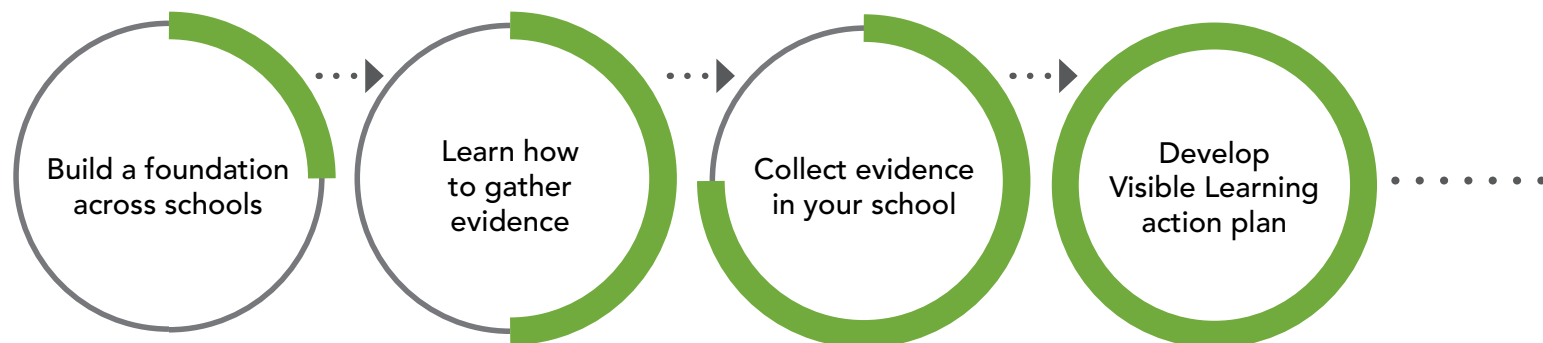 Build a foundation
across schools
Learn how
to gather
evidence
Collect evidence
in your school
Develop
Visible Learning
action plan